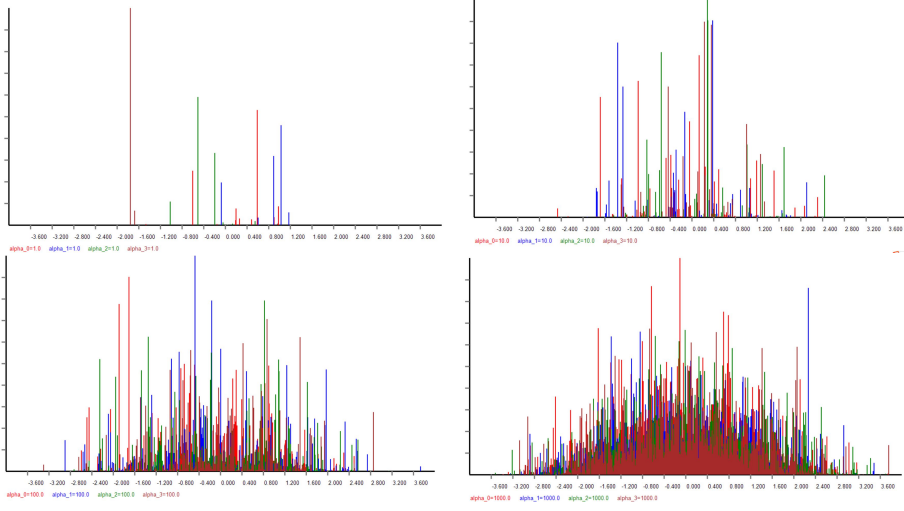 -3.600 -3.200 -2.800 -2.400 -2.000 -1.600 -1.200 -0.800 -0.400 0.000 0.400 0.800 1.200 1.600 2.000 2.400 2.800 3.200 3.600
alpha_0=1.0 alpha_1=1.0 alpha_2=1.0 alpha_3=1.0
-3.600 -3.200 -2.800 -2.400 -2.000 -1.600 -1.200 -0.800 -0.400 0.000 0.400 0.800 1.200 1.600 2.000 2.400 2.800 3.200 3.600
alpha_0=10.0 alpha_1=10.0 alpha_2=10.0 alpha_3=10.0
-3.600 -3.200 -2.800 -2.400 -2.000 -1.600 -1.200 -0.800 -0.400 0.000 0.400 0.800 1.200 1.600 2.000 2.400 2.800 3.200 3.600
alpha_0=100.0 alpha_1=100.0 alpha_2=100.0 alpha_3=100.0
-3.600 -3.200 -2.800 -2.400 -2.000 -1.600 -1.200 -0.800 -0.400 0.000 0.400 0.800 1.200 1.600 2.000 2.400 2.800 3.200 3.600
alpha_0=1000.0 alpha_1=1000.0 alpha_2=1000.0 alpha_3=1000.0